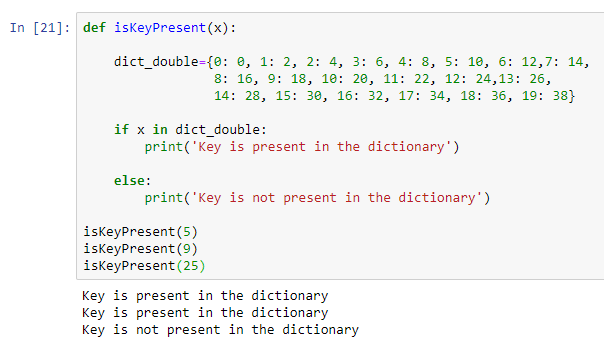 In [21]: def isKeyPresent(x):
dict_double={0: 0, 1: 2, 2: 4, 3: 6, 4: 8, 5: 10, 6: 12,7: 14,
8: 16, 9: 18, 10: 20, 11: 22, 12: 24,13: 26,
14: 28, 15: 30, 16: 32, 17: 34, 18: 36, 19: 38}
if x in dict_double:
print('Key is present in the dictionary')
else:
print('Key is not present in the dictionary')
isKeyPresent(5)
isKeyPresent(9)
isKeyPresent(25)
Key is present in the dictionary
Key is present in the dictionary
Key is not present in the dictionary